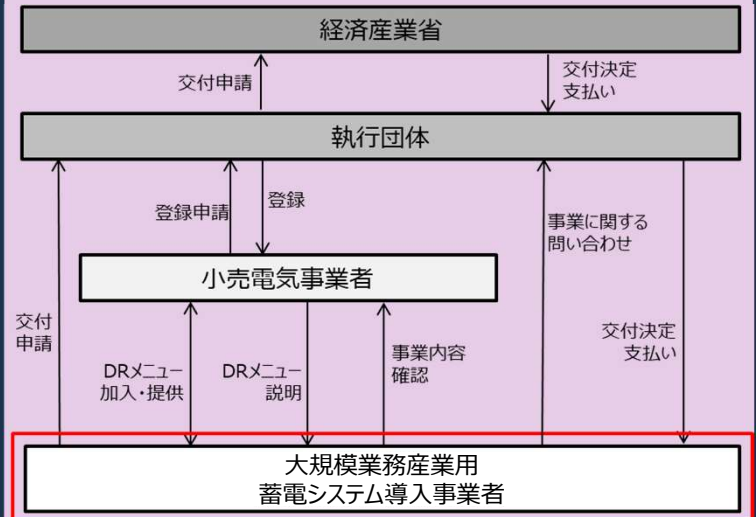 経済産業省
交付申請
交付決定
支払い
執行団体
登録申請
登録
事業に関する
問い合わせ
小売電気事業者
交付
申請
DRメニュー
加入・提供
DRメニュー
説明
事業内容
確認
交付決定
支払い
大規模業務産業用
蓄電システム導入事業者